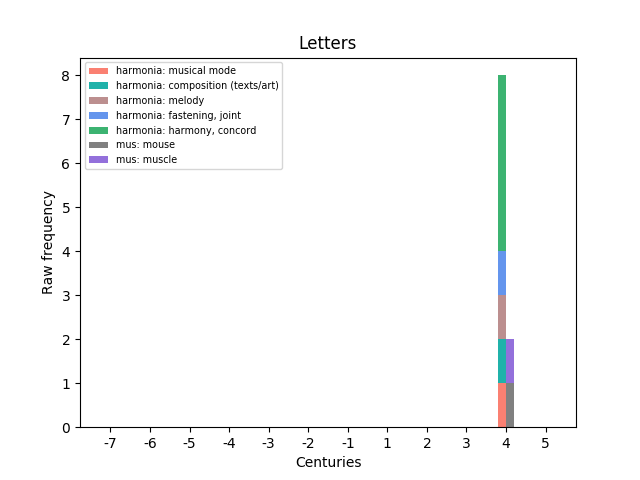 Letters
harmonia: musical mode
harmonia: composition (texts/art)
harmonia: melody
harmonia: fastening, joint
harmonia: harmony, concord
mus: mouse
mus: muscle
8
7
6
5
4
3
2
1
0
Raw frequency
-7 -6 -5 -4 -3 -2 -1 1 2 3 4 5
Centuries